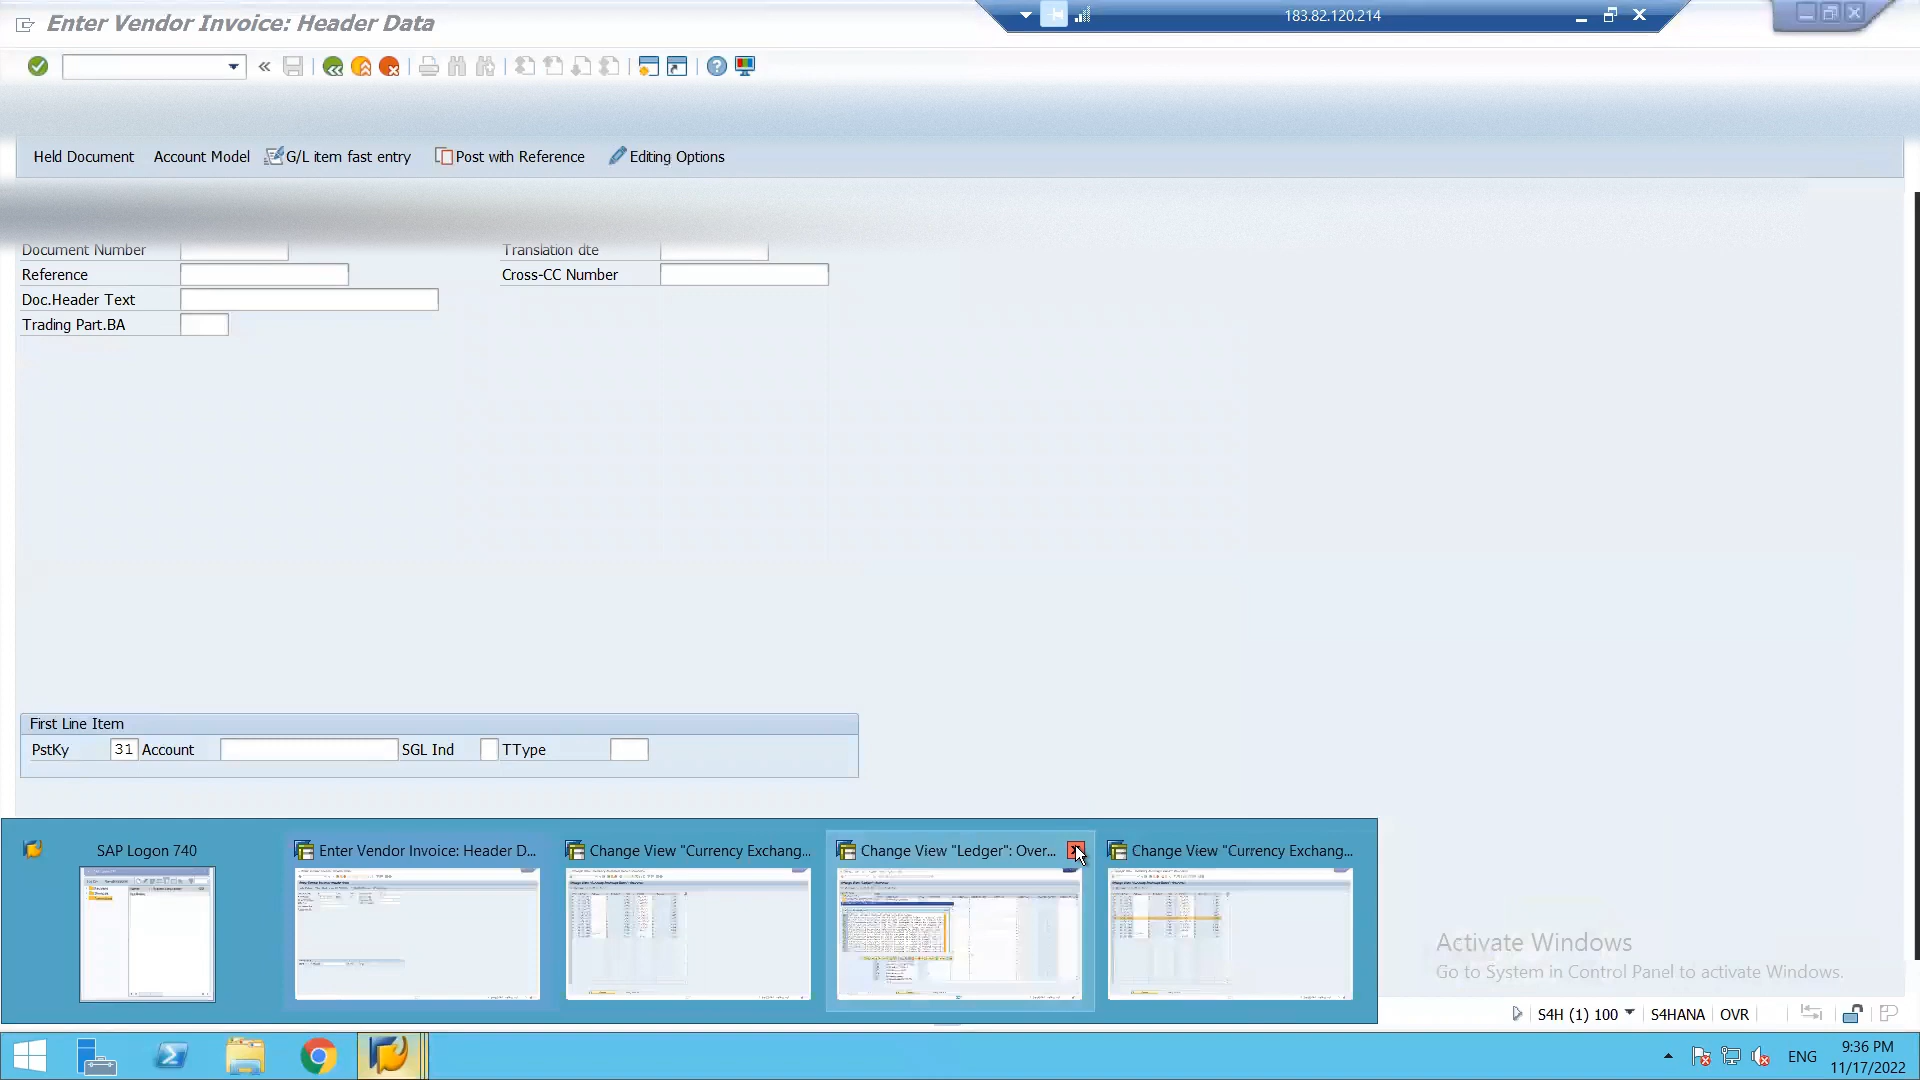 Enter Vendor Invoice: Header Data
183.82.120.214
Held Document Account Model G/L item fast entry Post with Reference Editing Options
Document Number Translation dte
Reference Cross-CC Number
Doc.Header Text
Trading Part.BA
First Line Item
PstKy 31 Account SGL Ind TType
SAP Logon 740 Enter Vendor Invoice: Header D... Change View "Currency Exchang... Change View "Ledger": Over... Change View "Currency Exchang...
Activate Windows
Go to System in Control Panel to activate Windows.
S4H (1) 100 S4HANA OVR
ENG 9:36 PM
11/17/2022